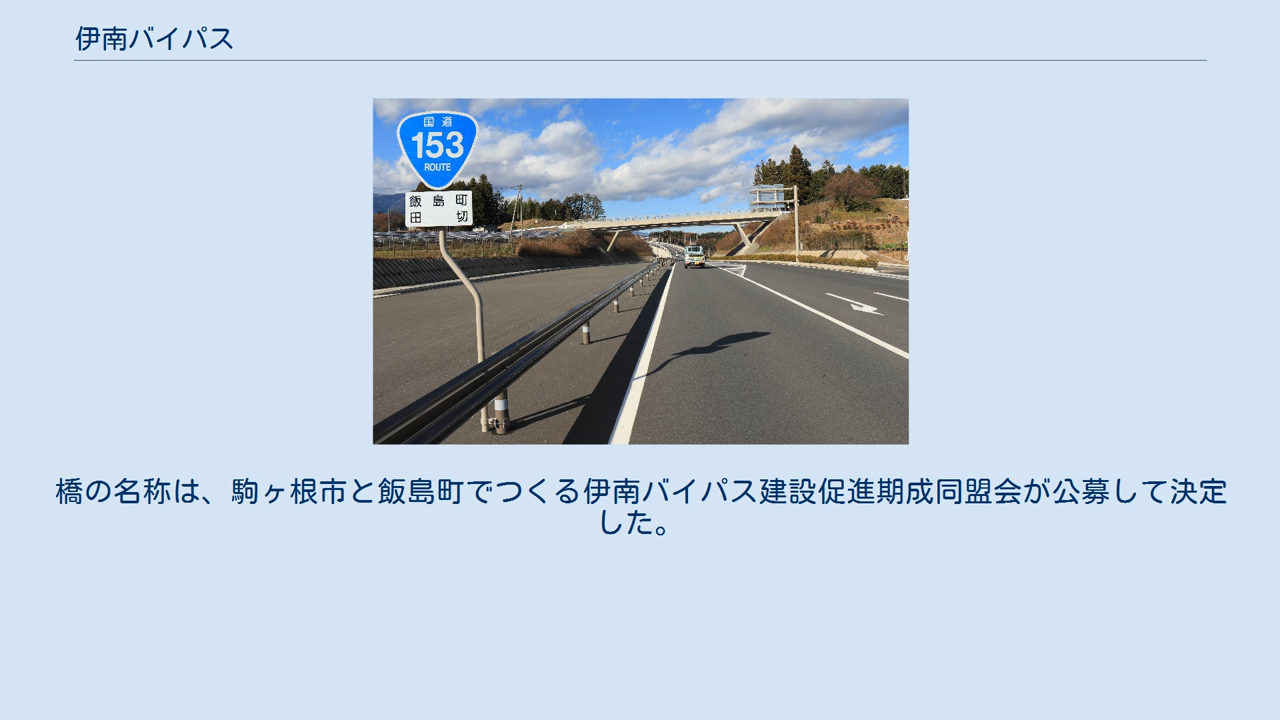 伊南バイパス
国道
153
ROUTE
飯島町
田切
橋の名称は、駒ヶ根市と飯島町でつくる伊南バイパス建設促進期成同盟会が公募して決定
した。